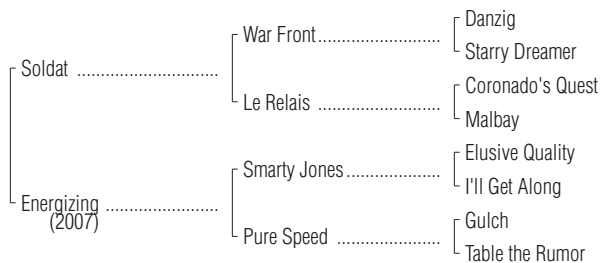 Danzig
War Front
Starry Dreamer
Soldat
Coronado's Quest
Le Relais
Malbay
Elusive Quality
Smarty Jones
I'll Get Along
Energizing
(2007)
Gulch
Pure Speed
Table the Rumor